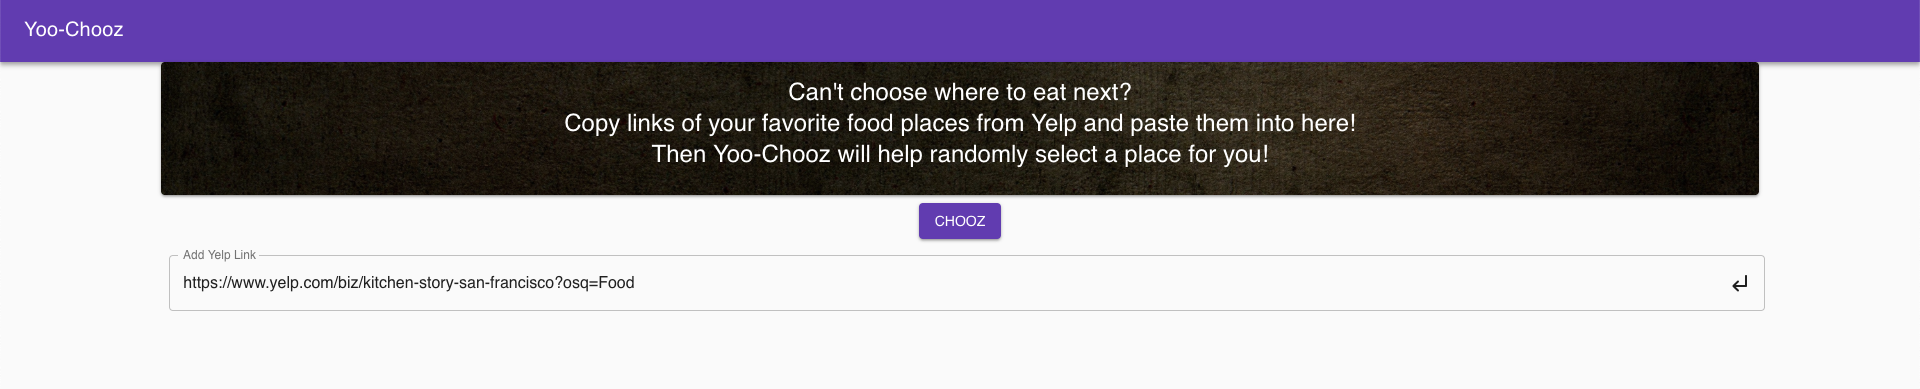 Yoo-Chooz
Can't choose where to eat next?
Copy links of your favorite food places from Yelp and paste them into here!
Then Yoo-Chooz will help randomly select a place for you!
CHOOZ
Add Yelp Link
https://www.yelp.com/biz/kitchen-story-san-francisco?osq=Food